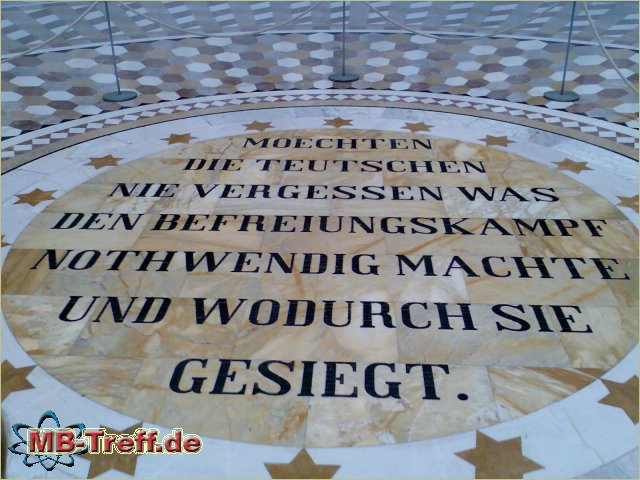 MOECHTEN
DIE TEUTSCHEN
NIE VERGESSEN WAS
DEN BEFREIUNGSKAMPF
NOTHWENDIG MACHTE
UND WODURCH SIE
GESIEGT.
MB-Treff.de